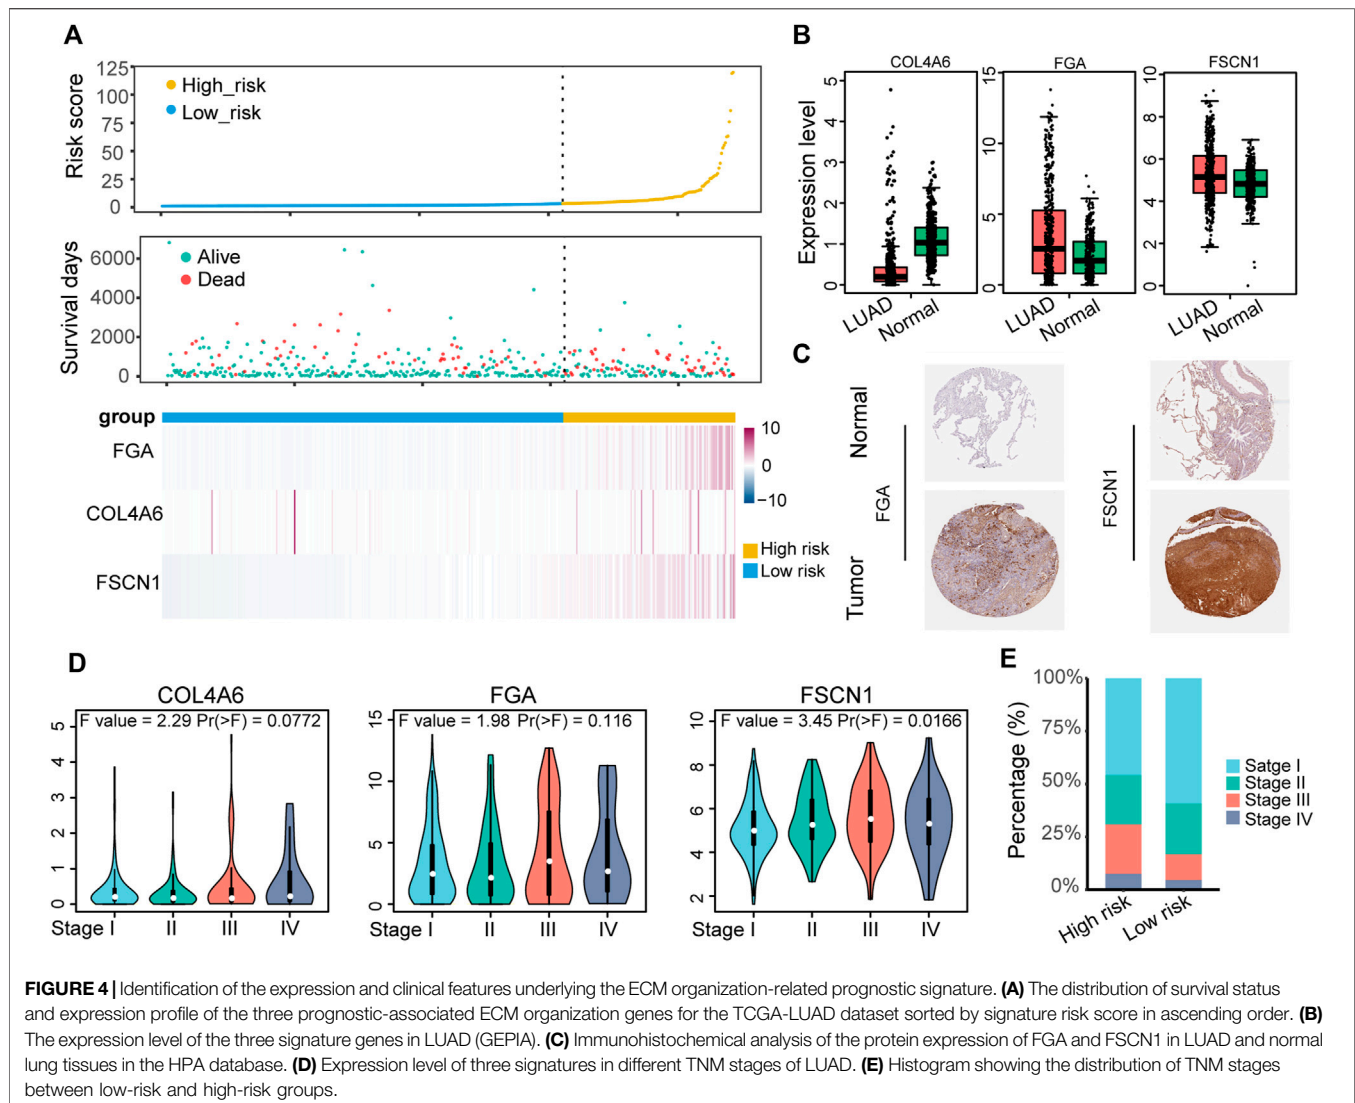 A
125
100
75
50
25
0
Risk score
High_risk
Low_risk
6000
4000
2000
0
Survival days
Alive
Dead
group
FGA
COL4A6
FSCN1
10
0
−10
High risk
Low risk
B
COL4A6
FGA
FSCN1
Expression level
5
4
3
2
1
0
15
10
5
0
10
8
6
4
2
0
LUAD
Normal
LUAD
Normal
LUAD
Normal
C
Normal
Tumor
FGA
FSCN1
D
COL4A6
F value = 2.29 Pr(>F) = 0.0772
5
4
3
2
1
0
Stage I II III IV
FGA
F value = 1.98 Pr(>F) = 0.116
15
10
5
0
Stage I II III IV
FSCN1
F value = 3.45 Pr(>F) = 0.0166
10
8
6
4
2
Stage I II III IV
E
100%
75%
50%
25%
0%
Percentage (%)
High risk
Low risk
Satge I
Stage II
Stage III
Stage IV
FIGURE 4 | Identification of the expression and clinical features underlying the ECM organization-related prognostic signature. (A) The distribution of survival status
and expression profile of the three prognostic-associated ECM organization genes for the TCGA-LUAD dataset sorted by signature risk score in ascending order. (B)
The expression level of the three signature genes in LUAD (GEPIA). (C) Immunohistochemical analysis of the protein expression of FGA and FSCN1 in LUAD and normal
lung tissues in the HPA database. (D) Expression level of three signatures in different TNM stages of LUAD. (E) Histogram showing the distribution of TNM stages
between low-risk and high-risk groups.